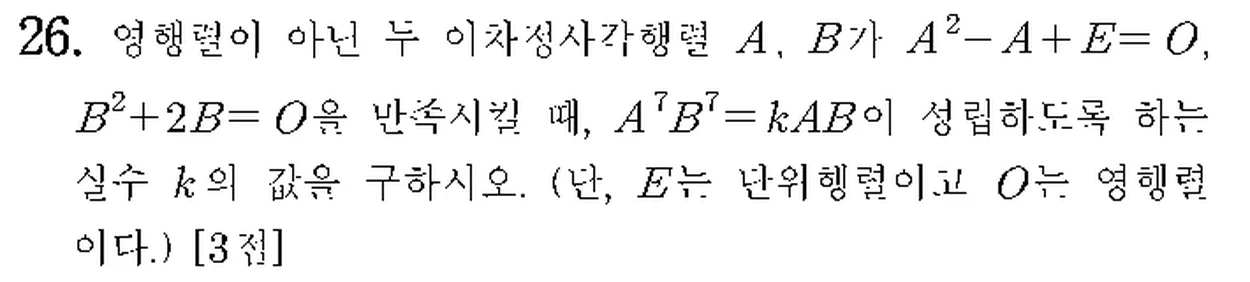 26. 영행렬이 아닌 두 이차정사각행렬 A, B가 A²-A+E=O,
B²+2B=O을 만족시킬 때, A⁷B⁷=kAB이 성립하도록 하는
실수 k의 값을 구하시오. (단, E는 단위행렬이고 O는 영행렬
이다.) [3점]